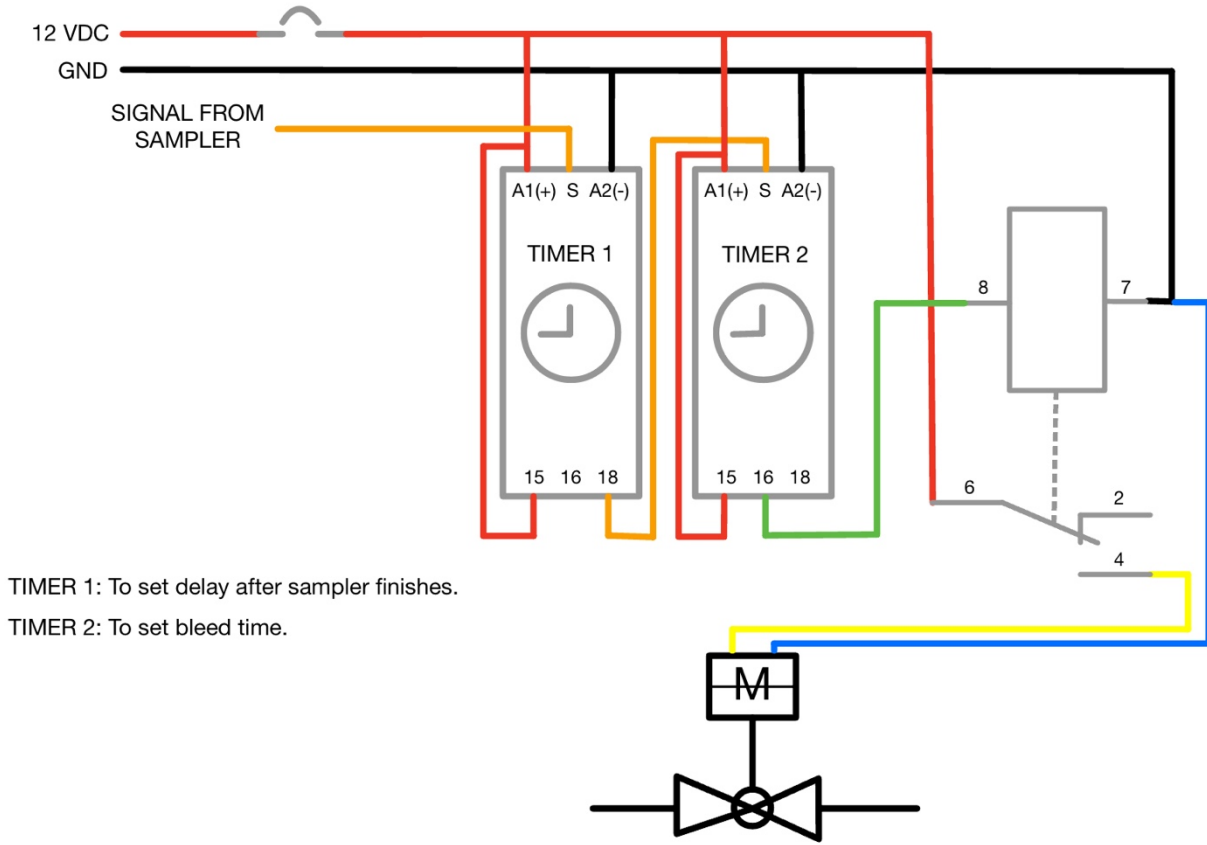 12 VDC
GND
SIGNAL FROM
SAMPLER
A1(+) S A2(-)
A1(+) S A2(-)
TIMER 1
TIMER 2
8
7
15 16 18
15 16 18
6
2
4
TIMER 1: To set delay after sampler finishes.
TIMER 2: To set bleed time.
M